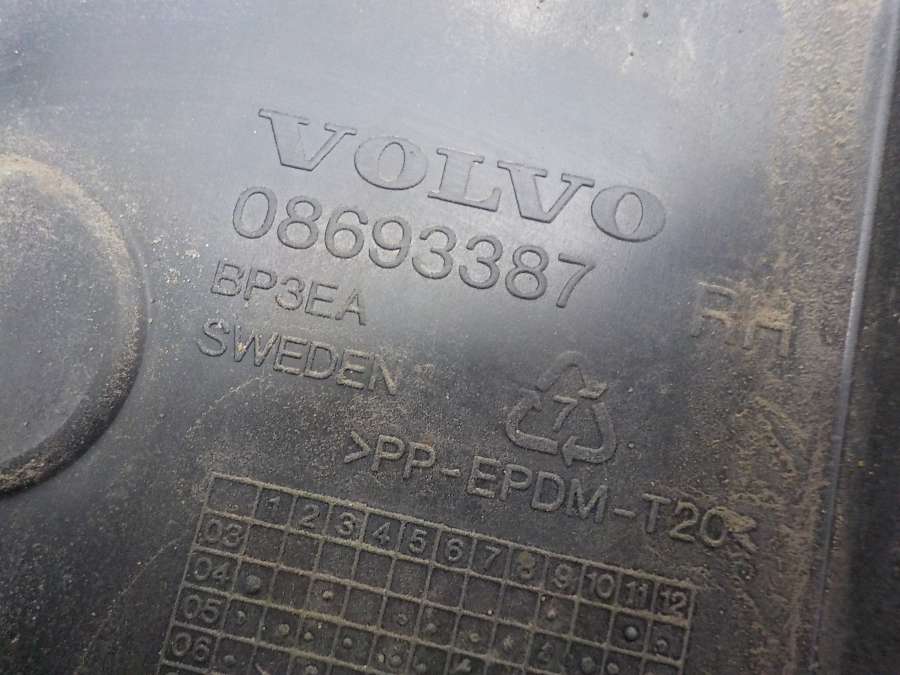 VOLVO
08693387
BP3EA
RH
SWEDEN
7
>PP-EPDM-T20<
1 2 3 4 5 6 7 8 9 10 11 12
03
04
05
06